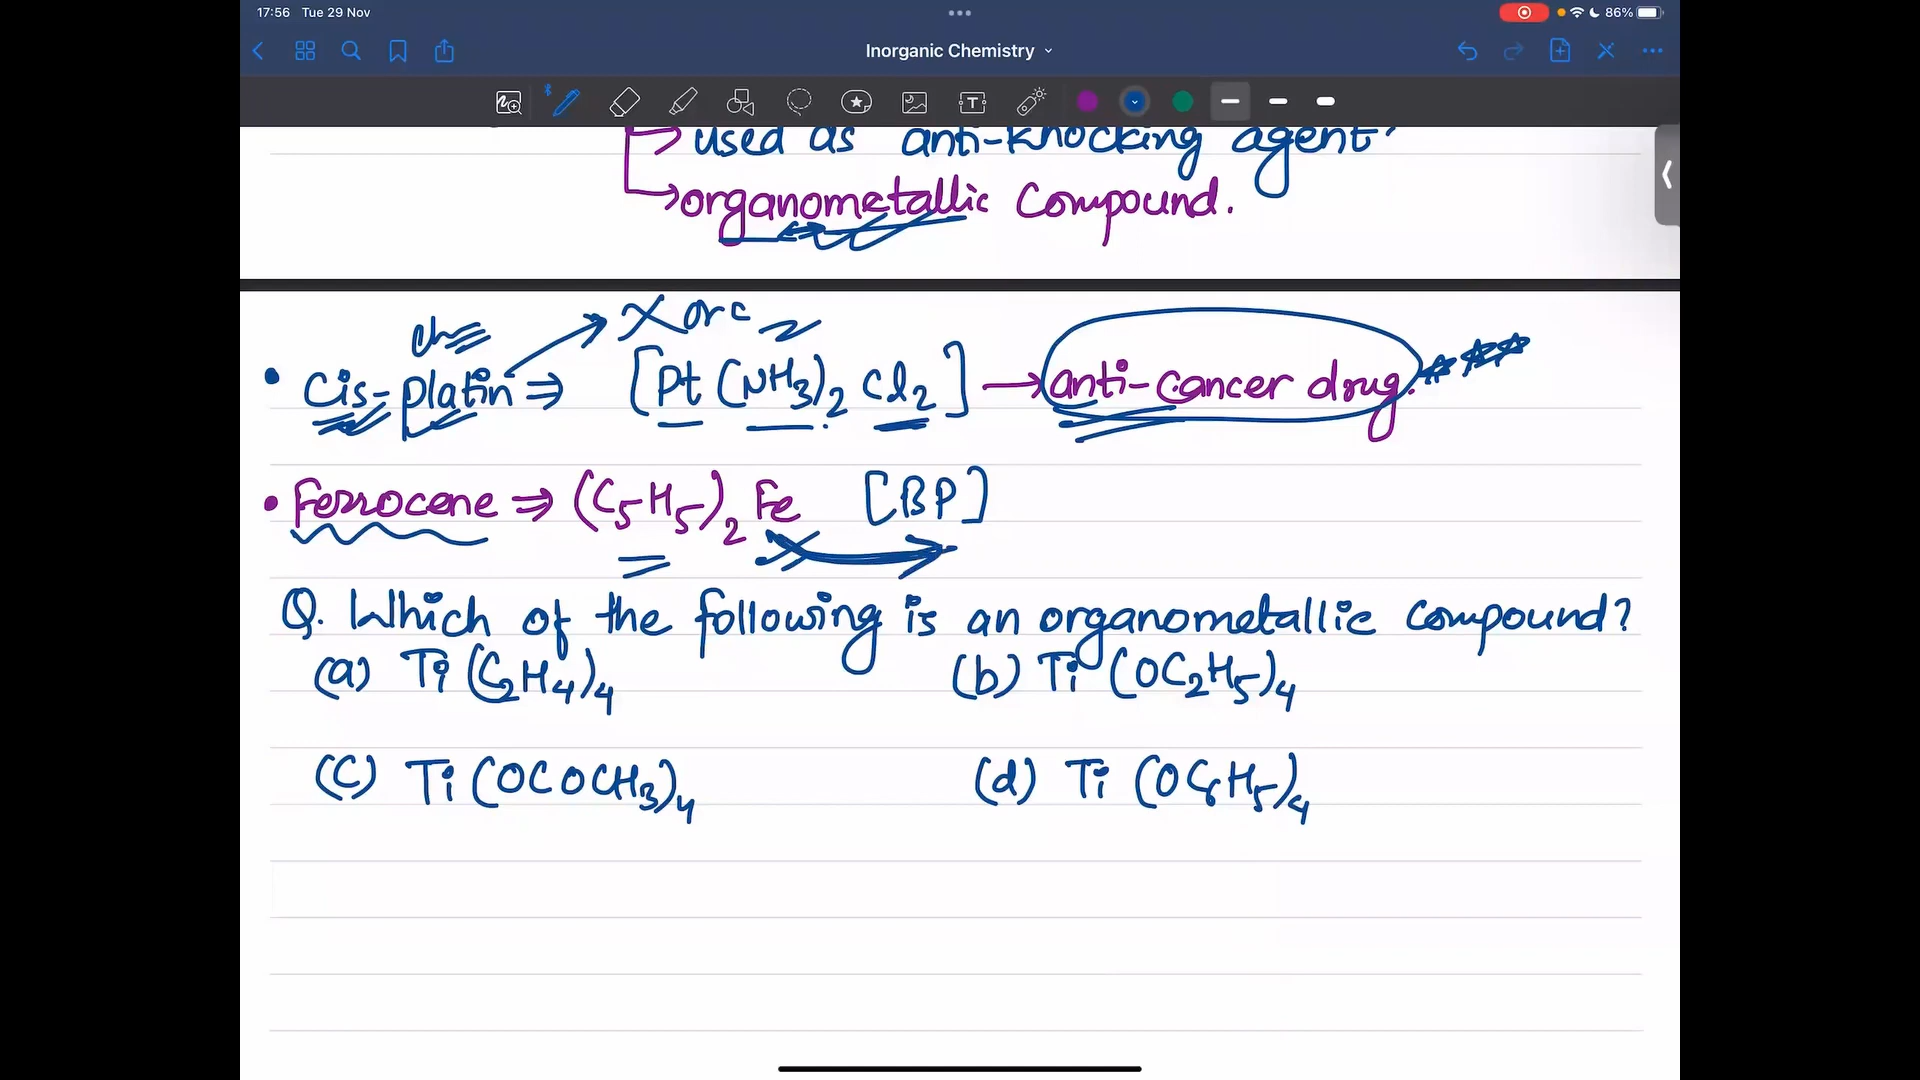 17:56 Tue 29 Nov
86%
Inorganic Chemistry
used as anti-knocking agent
organometallic compound.
X orc
Cis-platin ⇒ [Pt (NH3)2 Cl2] → anti-cancer drug.
• Ferrocene ⇒ (C5H5)2 Fe [BP]
Q. Which of the following is an organometallic compound?
(a) Ti (C2H4)4 (b) Ti (OC2H5)4
(C) Ti (OCOCH3)4 (d) Ti (OC6H5)4